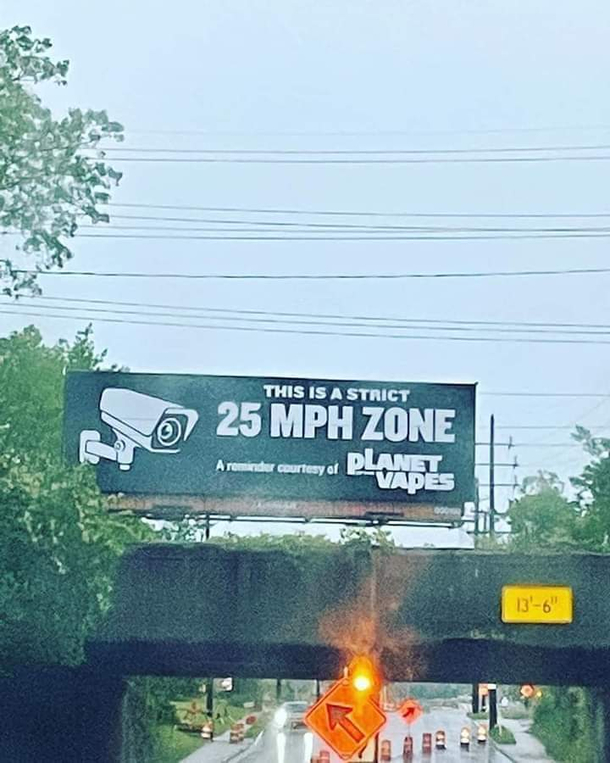 THIS IS A STRICT
25 MPH ZONE
A reminder courtesy of PLANET VAPES
13'-6"